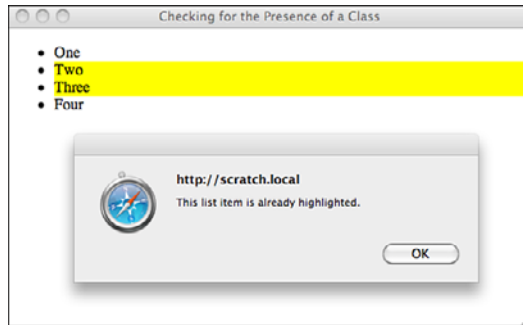 Checking for the Presence of a Class
• One
• Two
• Three
• Four
http://scratch.local
This list item is already highlighted.
OK